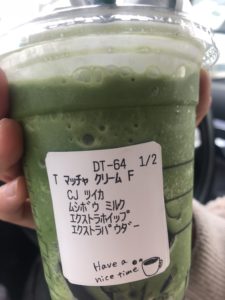 DT-64 1/2
T マッチャ クリーム F
CJ ツイカ
ムシボウ ミルク
エクストラホイップ
エクストラパウダー
Have a
nice time